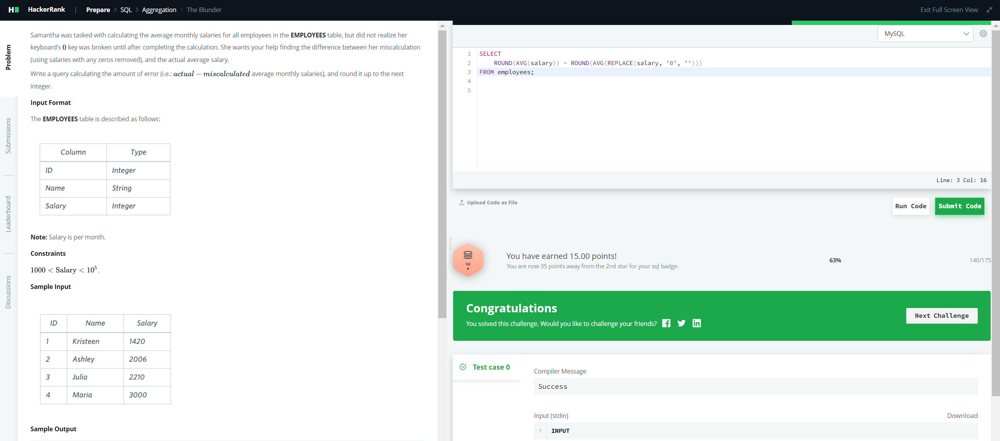 HackerRank | Prepare > SQL > Aggregation > The Blunder
Exit Full Screen View
Problem
Submissions
Leaderboard
Discussions
Samantha was tasked with calculating the average monthly salaries for all employees in the EMPLOYEES table, but did not realize her
keyboard's 0 key was broken until after completing the calculation. She wants your help finding the difference between her miscalculation
(using salaries with any zeros removed), and the actual average salary.
Write a query calculating the amount of error (i.e.: actual − miscalculated average monthly salaries), and round it up to the next
integer.
Input Format
The EMPLOYEES table is described as follows:
Column Type
ID Integer
Name String
Salary Integer
Note: Salary is per month.
Constraints
1000 < Salary < 10⁵.
Sample Input
ID Name Salary
1 Kristeen 1420
2 Ashley 2006
3 Julia 2210
4 Maria 3000
Sample Output
MySQL
1 SELECT
2 ROUND(AVG(salary)) - ROUND(AVG(REPLACE(salary, '0', '')))
3 FROM employees;
4
5
Line: 3 Col: 16
Upload Code as File
Run Code
Submit Code
Sql
You have earned 15.00 points!
You are now 35 points away from the 2nd star for your sql badge.
63%
140/175
Congratulations
You solved this challenge. Would you like to challenge your friends?
Next Challenge
Test case 0
Compiler Message
Success
Input (stdin)
Download
1 INPUT